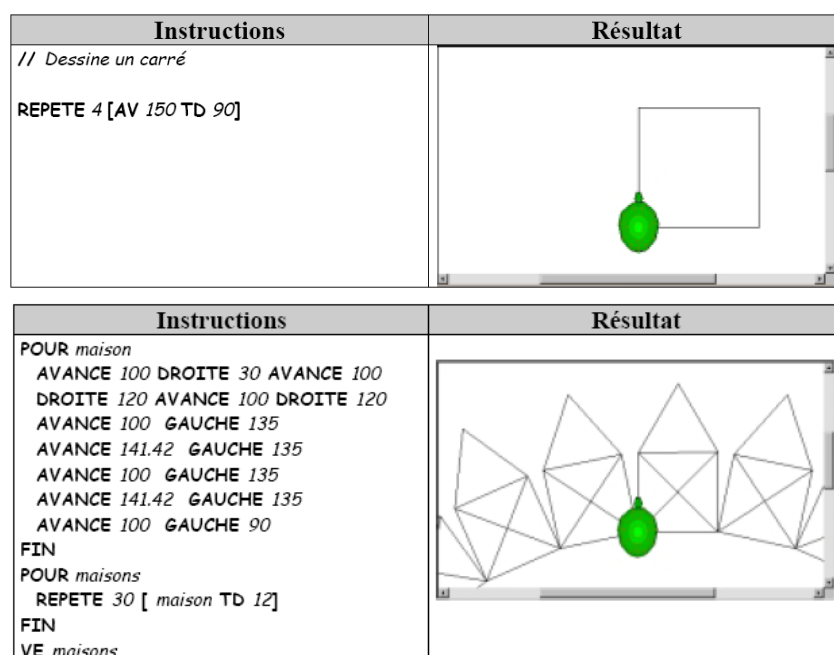 Instructions Résultat
// Dessine un carré
REPETE 4 [AV 150 TD 90]
Instructions Résultat
POUR maison
AVANCE 100 DROITE 30 AVANCE 100
DROITE 120 AVANCE 100 DROITE 120
AVANCE 100 GAUCHE 135
AVANCE 141.42 GAUCHE 135
AVANCE 100 GAUCHE 135
AVANCE 141.42 GAUCHE 135
AVANCE 100 GAUCHE 90
FIN
POUR maisons
REPETE 30 [ maison TD 12]
FIN
VE maisons